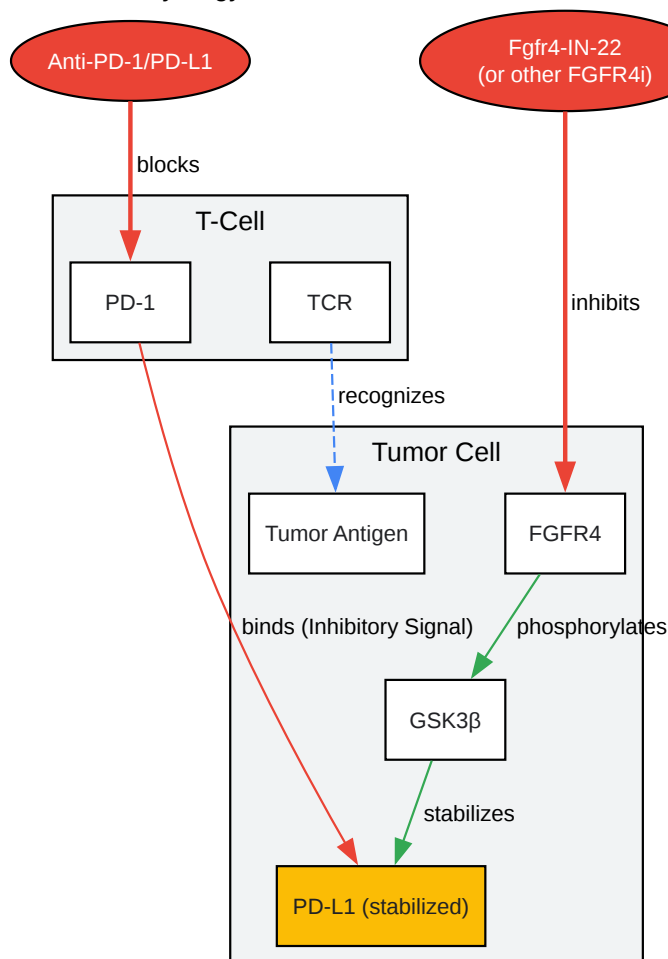 Anti-PD-1/PD-L1
Fgfr4-IN-22
(or other FGFR4i)
blocks
T-Cell
PD-1
TCR
inhibits
recognizes
Tumor Cell
Tumor Antigen
FGFR4
binds (Inhibitory Signal)
phosphorylates
GSK3β
stabilizes
PD-L1 (stabilized)